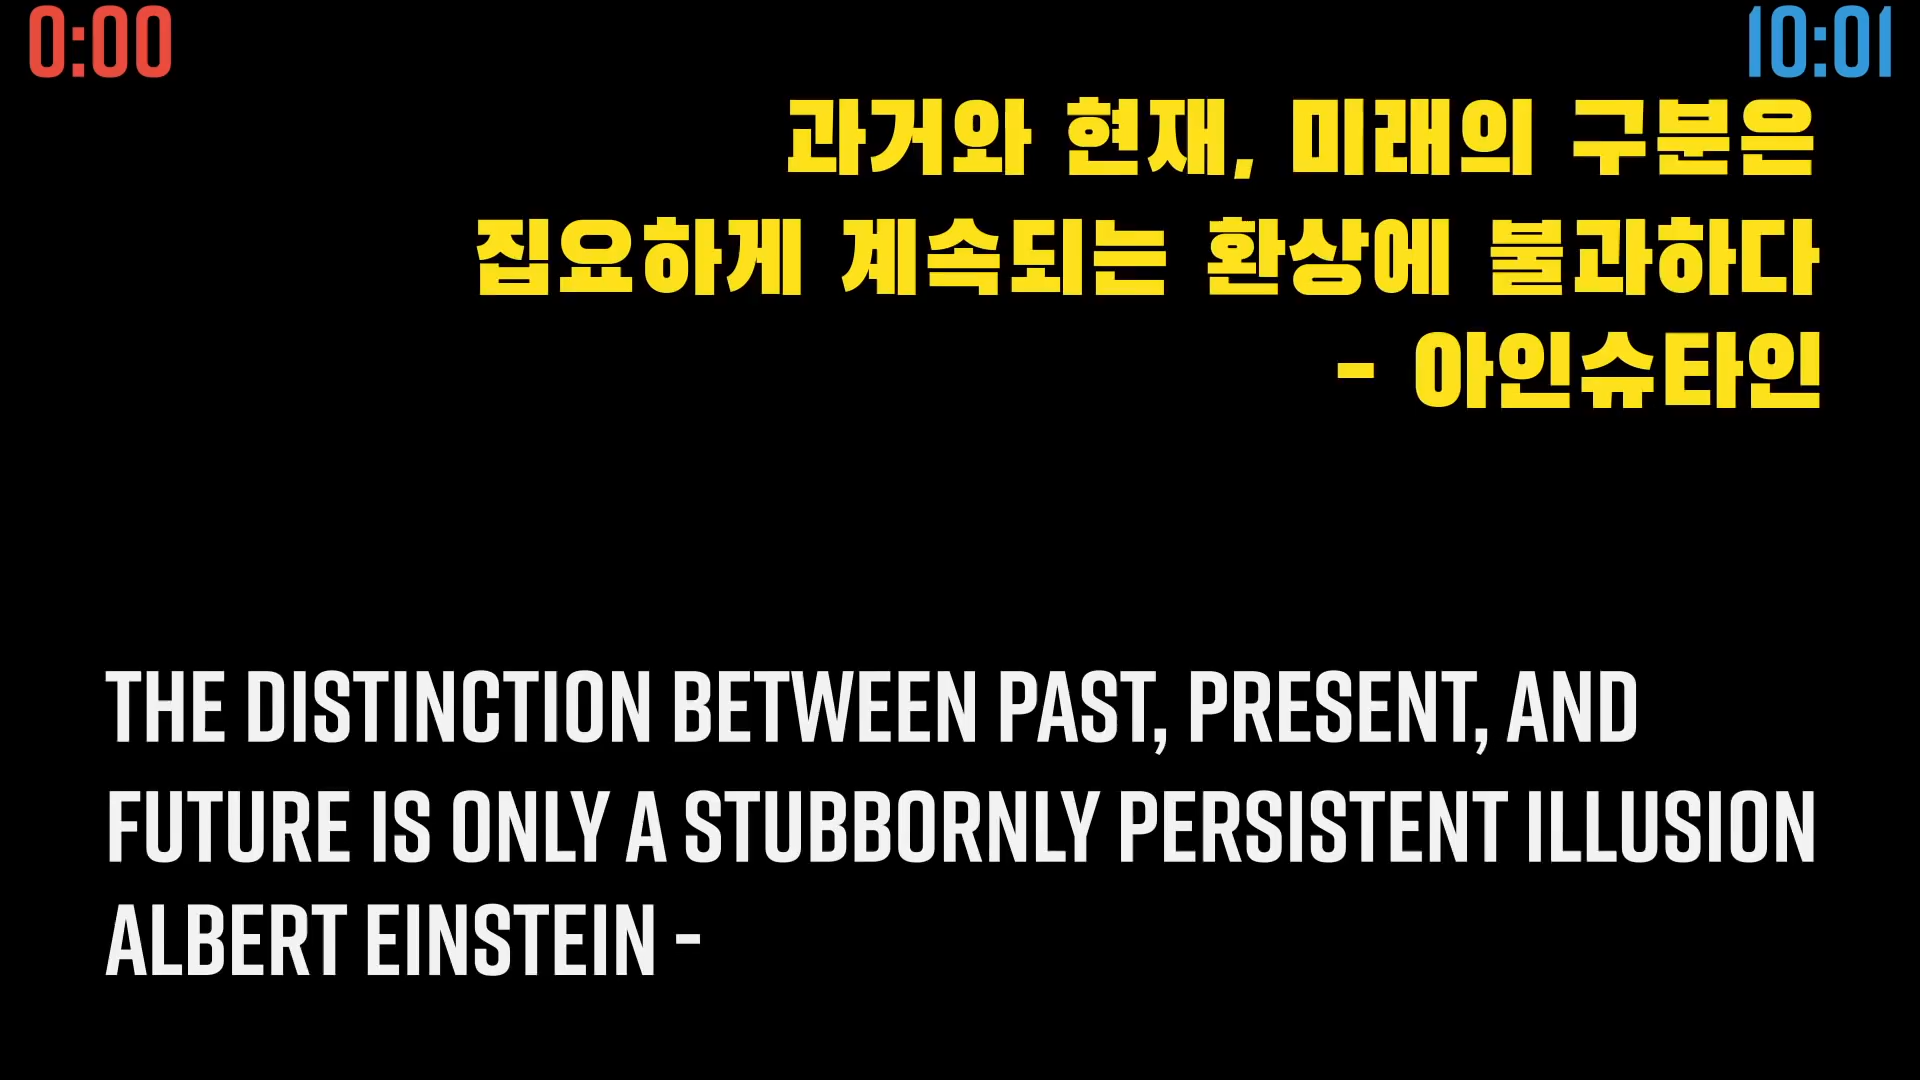 0:00
10:01
과거와 현재, 미래의 구분은
집요하게 계속되는 환상에 불과하다
- 아인슈타인
THE DISTINCTION BETWEEN PAST, PRESENT, AND
FUTURE IS ONLY A STUBBORNLY PERSISTENT ILLUSION
ALBERT EINSTEIN -